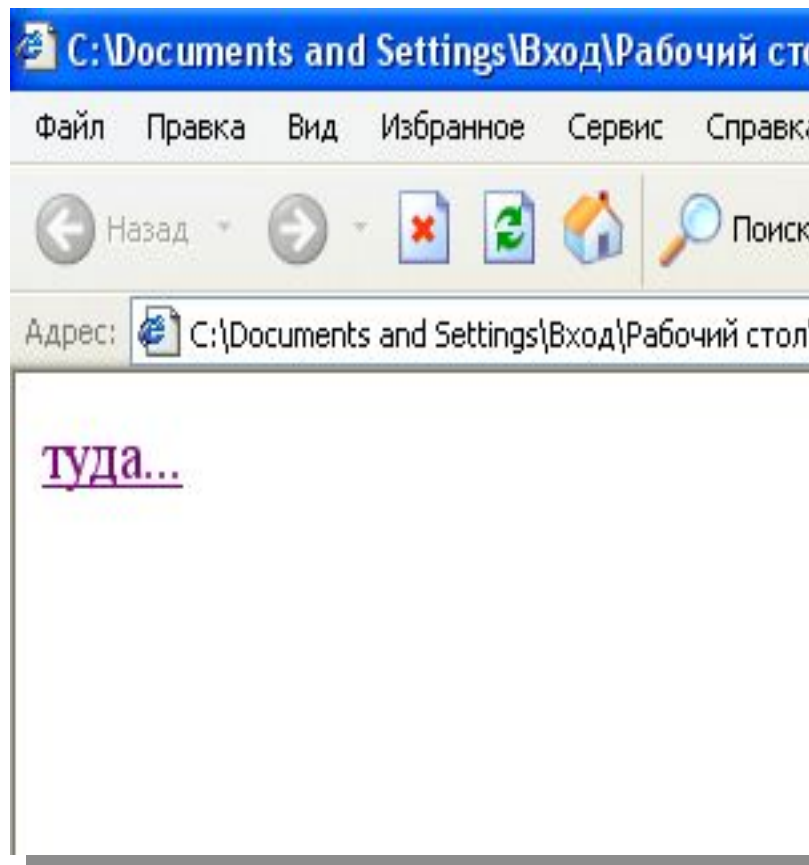 C:\Documents and Settings\Вход\Рабочий сто
Файл Правка Вид Избранное Сервис Справка
Назад Поиск
Адрес: C:\Documents and Settings\Вход\Рабочий стол\
туда...